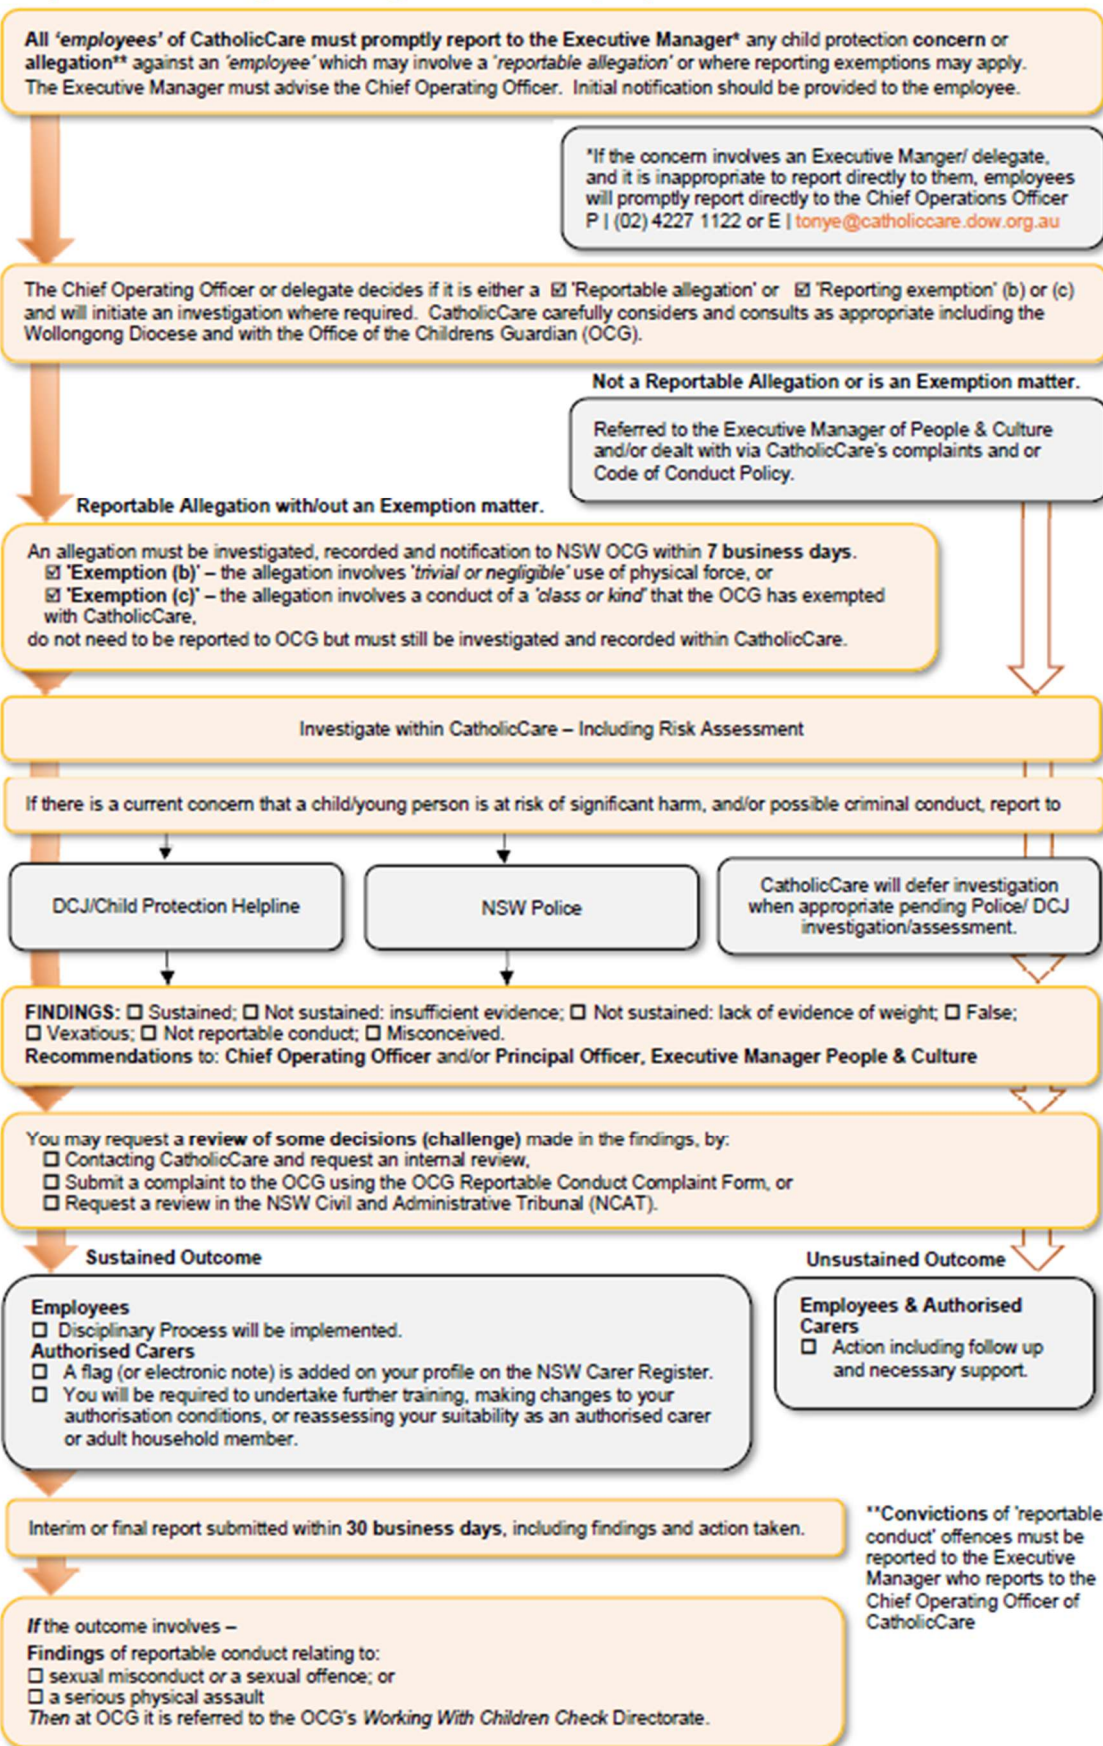 All ‘employees’ of CatholicCare must promptly report to the Executive Manager* any child protection concern or
allegation** against an ‘employee’ which may involve a ‘reportable allegation’ or where reporting exemptions may apply.
The Executive Manager must advise the Chief Operating Officer. Initial notification should be provided to the employee.
*If the concern involves an Executive Manger/ delegate,
and it is inappropriate to report directly to them, employees
will promptly report directly to the Chief Operations Officer
P | (02) 4227 1122 or E | tonye@catholiccare.dow.org.au
The Chief Operating Officer or delegate decides if it is either a ☑ 'Reportable allegation' or ☑ 'Reporting exemption' (b) or (c)
and will initiate an investigation where required. CatholicCare carefully considers and consults as appropriate including the
Wollongong Diocese and with the Office of the Childrens Guardian (OCG).
Not a Reportable Allegation or is an Exemption matter.
Referred to the Executive Manager of People & Culture
and/or dealt with via CatholicCare's complaints and or
Code of Conduct Policy.
Reportable Allegation with/out an Exemption matter.
An allegation must be investigated, recorded and notification to NSW OCG within 7 business days.
☑ 'Exemption (b)' – the allegation involves 'trivial or negligible' use of physical force, or
☑ 'Exemption (c)' – the allegation involves a conduct of a 'class or kind' that the OCG has exempted
with CatholicCare,
do not need to be reported to OCG but must still be investigated and recorded within CatholicCare.
Investigate within CatholicCare – Including Risk Assessment
If there is a current concern that a child/young person is at risk of significant harm, and/or possible criminal conduct, report to
DCJ/Child Protection Helpline
NSW Police
CatholicCare will defer investigation
when appropriate pending Police/ DCJ
investigation/assessment.
FINDINGS: ☐ Sustained; ☐ Not sustained: insufficient evidence; ☐ Not sustained: lack of evidence of weight; ☐ False;
☐ Vexatious; ☐ Not reportable conduct; ☐ Misconceived.
Recommendations to: Chief Operating Officer and/or Principal Officer, Executive Manager People & Culture
You may request a review of some decisions (challenge) made in the findings, by:
☐ Contacting CatholicCare and request an internal review,
☐ Submit a complaint to the OCG using the OCG Reportable Conduct Complaint Form, or
☐ Request a review in the NSW Civil and Administrative Tribunal (NCAT).
Sustained Outcome
Employees
☐ Disciplinary Process will be implemented.
Authorised Carers
☐ A flag (or electronic note) is added on your profile on the NSW Carer Register.
☐ You will be required to undertake further training, making changes to your
authorisation conditions, or reassessing your suitability as an authorised carer
or adult household member.
Unsustained Outcome
Employees & Authorised
Carers
☐ Action including follow up
and necessary support.
Interim or final report submitted within 30 business days, including findings and action taken.
**Convictions of 'reportable
conduct' offences must be
reported to the Executive
Manager who reports to the
Chief Operating Officer of
CatholicCare
If the outcome involves –
Findings of reportable conduct relating to:
☐ sexual misconduct or a sexual offence; or
☐ a serious physical assault
Then at OCG it is referred to the OCG's Working With Children Check Directorate.